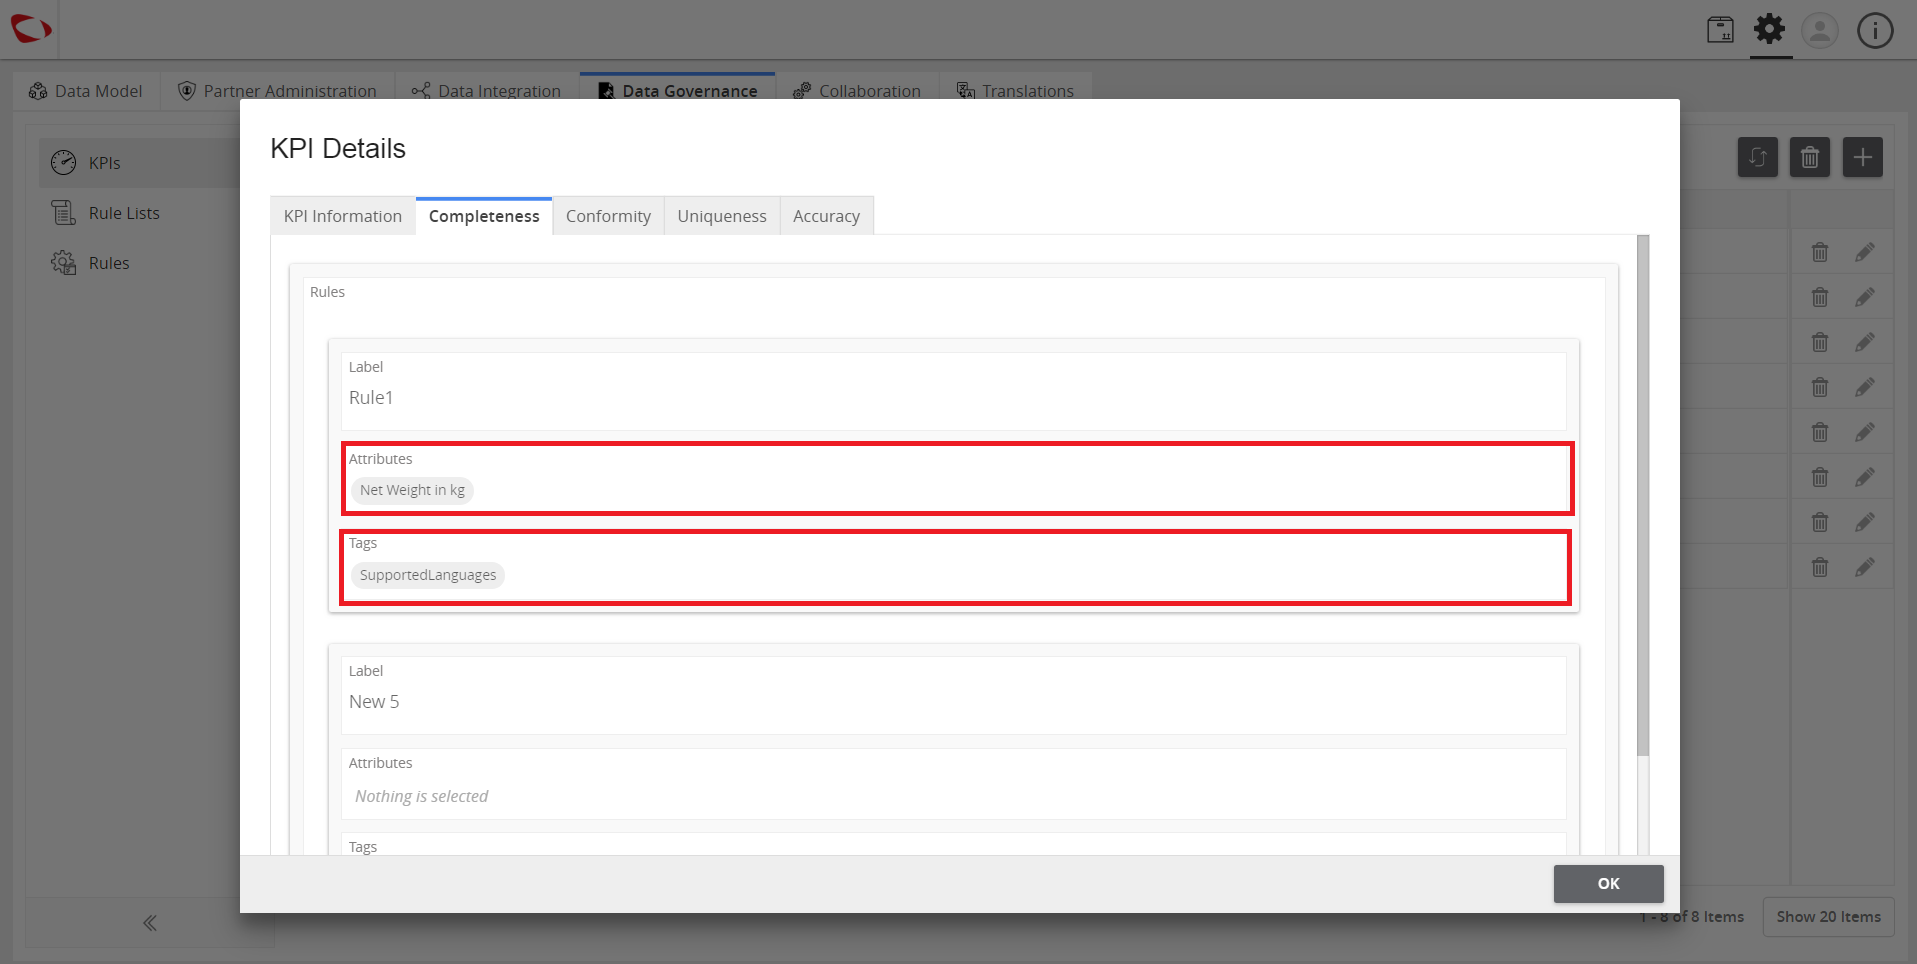 Data Model
Partner Administration
Data Integration
Data Governance
Collaboration
Translations
KPIs
Rule Lists
Rules
KPI Details
KPI Information
Completeness
Conformity
Uniqueness
Accuracy
Rules
Label
Rule1
Attributes
Net Weight in kg
Tags
SupportedLanguages
Label
New 5
Attributes
Nothing is selected
Tags
OK
1 - 8 of 8 Items
Show 20 Items